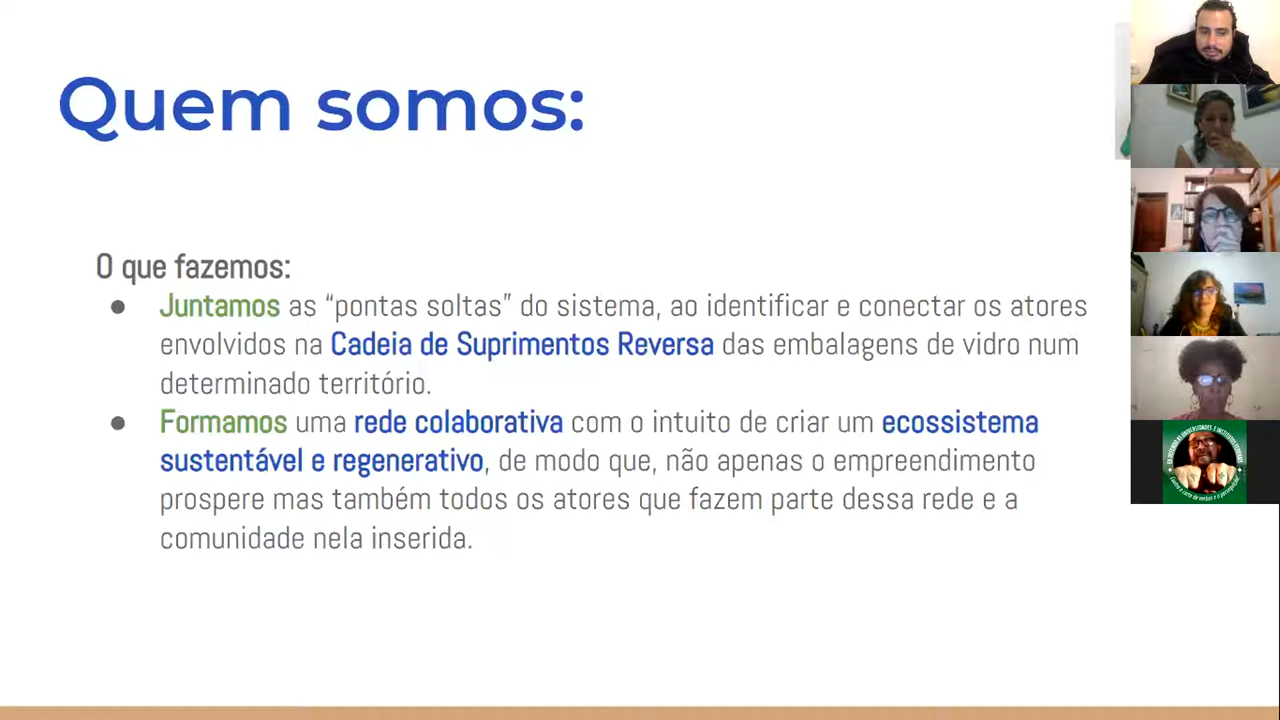 Quem somos:
O que fazemos:
● Juntamos as “pontas soltas” do sistema, ao identificar e conectar os atores
envolvidos na Cadeia de Suprimentos Reversa das embalagens de vidro num
determinado território.
● Formamos uma rede colaborativa com o intuito de criar um ecossistema
sustentável e regenerativo, de modo que, não apenas o empreendimento
prospere mas também todos os atores que fazem parte dessa rede e a
comunidade nela inserida.